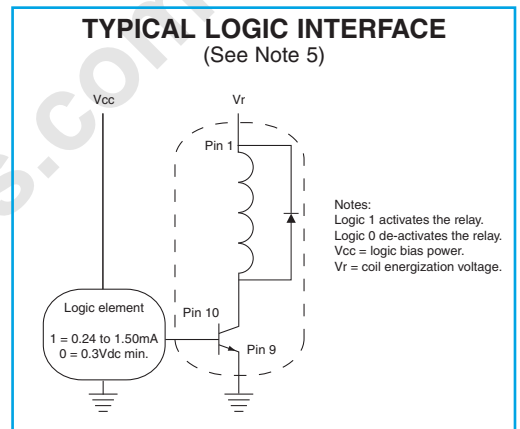 TYPICAL LOGIC INTERFACE
(See Note 5)
Vcc
Vr
Pin 1
Notes:
Logic 1 activates the relay.
Logic 0 de-activates the relay.
Vcc = logic bias power.
Vr = coil energization voltage.
Logic element
1 = 0.24 to 1.50mA
0 = 0.3Vdc min.
Pin 10
Pin 9
s.com